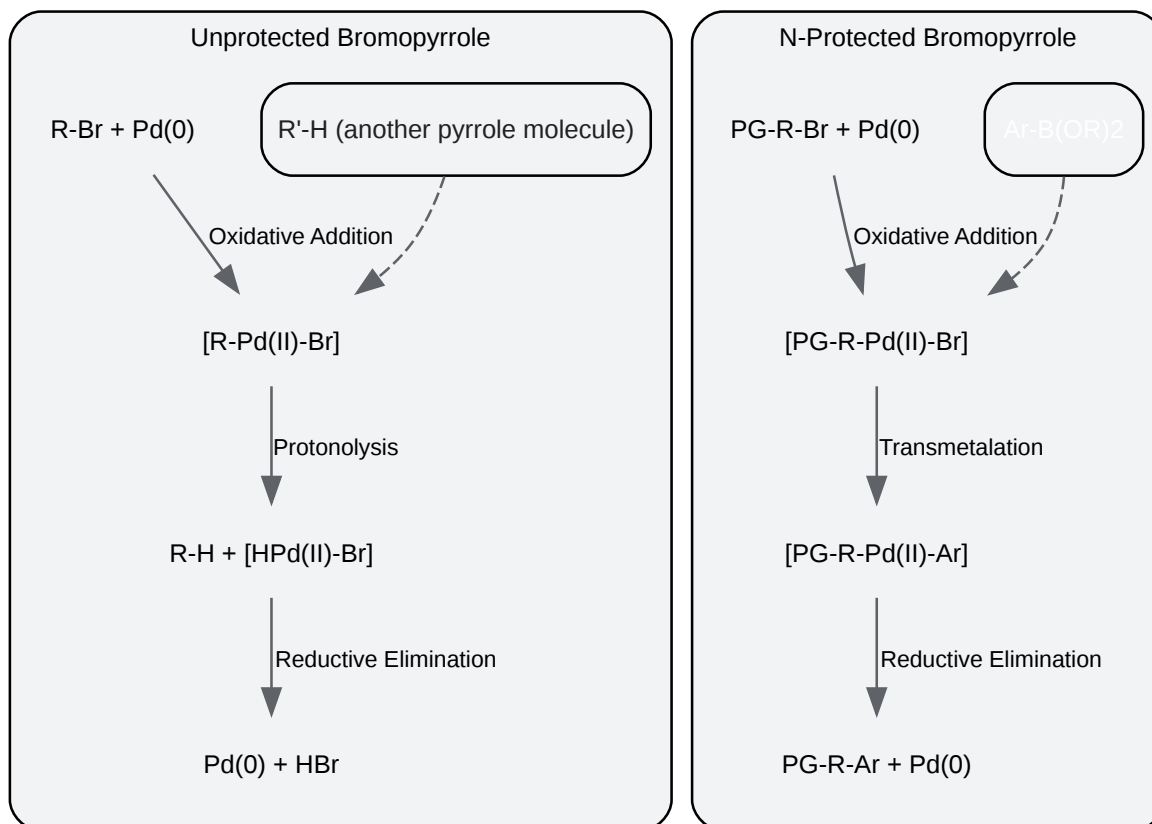 Unprotected Bromopyrrole
R-Br + Pd(0)
R'-H (another pyrrole molecule)
Oxidative Addition
[R-Pd(II)-Br]
Protonolysis
R-H + [HPd(II)-Br]
Reductive Elimination
Pd(0) + HBr
N-Protected Bromopyrrole
PG-R-Br + Pd(0)
Ar-B(OR)2
Oxidative Addition
[PG-R-Pd(II)-Br]
Transmetalation
[PG-R-Pd(II)-Ar]
Reductive Elimination
PG-R-Ar + Pd(0)